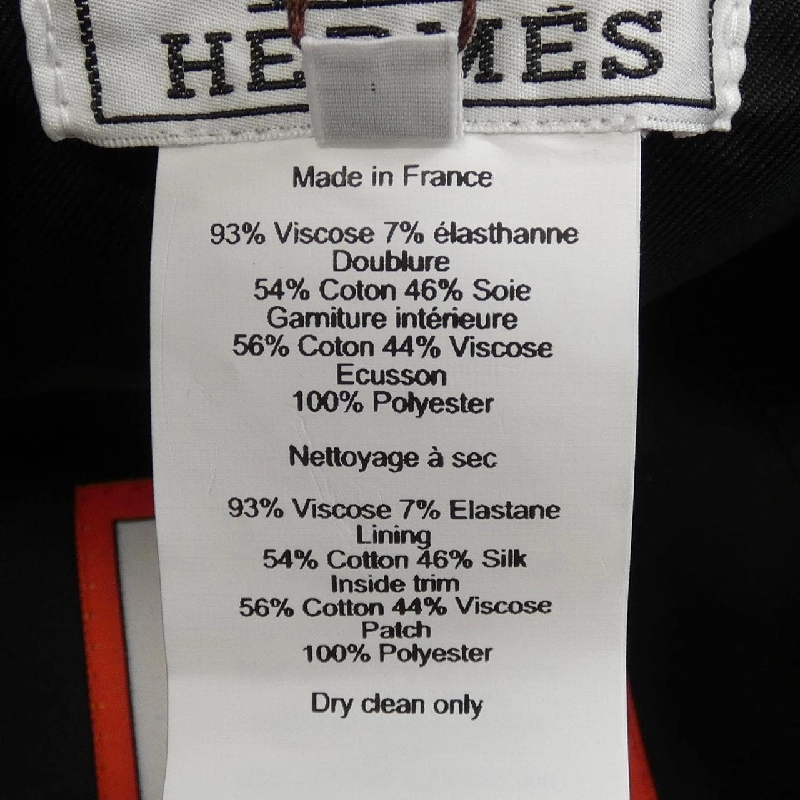 HERMÈS
Made in France
93% Viscose 7% élasthanne
Doublure
54% Coton 46% Soie
Garniture intérieure
56% Coton 44% Viscose
Ecusson
100% Polyester
Nettoyage à sec
93% Viscose 7% Elastane
Lining
54% Cotton 46% Silk
Inside trim
56% Cotton 44% Viscose
Patch
100% Polyester
Dry clean only